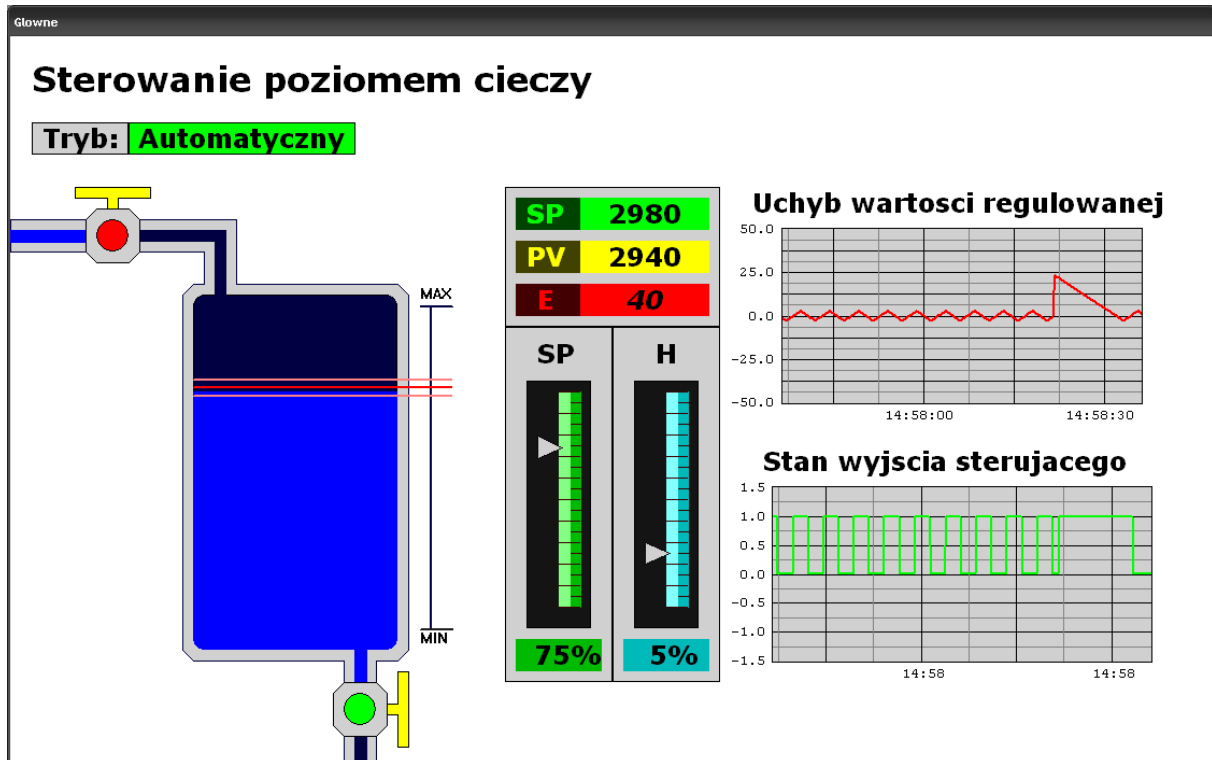 Glowne
Sterowanie poziomem cieczy
Tryb: Automatyczny
MAX
MIN
SP 2980
PV 2940
E 40
SP H
75% 5%
Uchyb wartosci regulowanej
50.0
25.0
0.0
-25.0
-50.0
14:58:00 14:58:30
Stan wyjscia sterujacego
1.5
1.0
0.5
0.0
-0.5
-1.0
-1.5
14:58 14:58